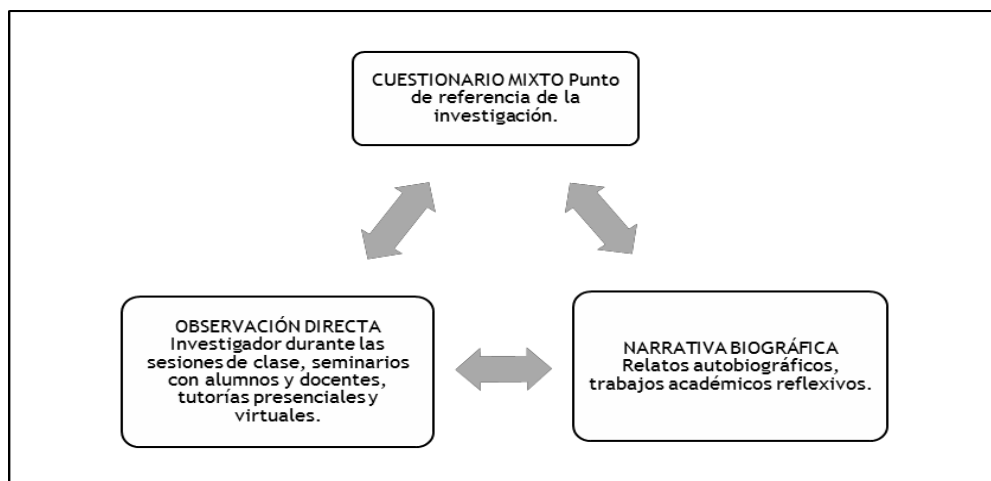 CUESTIONARIO MIXTO Punto
de referencia de la
investigación.
OBSERVACIÓN DIRECTA
Investigador durante las
sesiones de clase, seminarios
con alumnos y docentes,
tutorías presenciales y
virtuales.
NARRATIVA BIOGRÁFICA
Relatos autobiográficos,
trabajos académicos reflexivos.